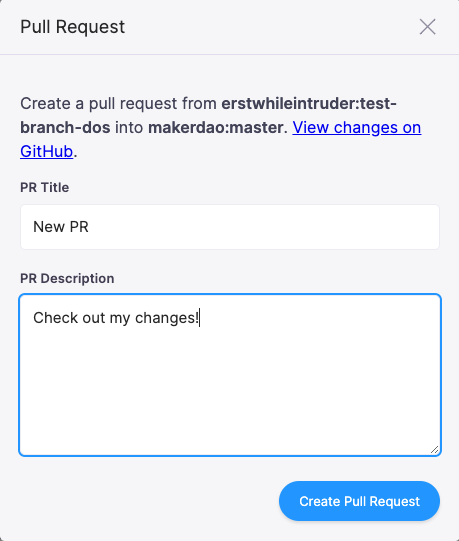 Pull Request
Create a pull request from erstwhileintruder:test-
branch-dos into makerdao:master. View changes on
GitHub.
PR Title
New PR
PR Description
Check out my changes!
Create Pull Request